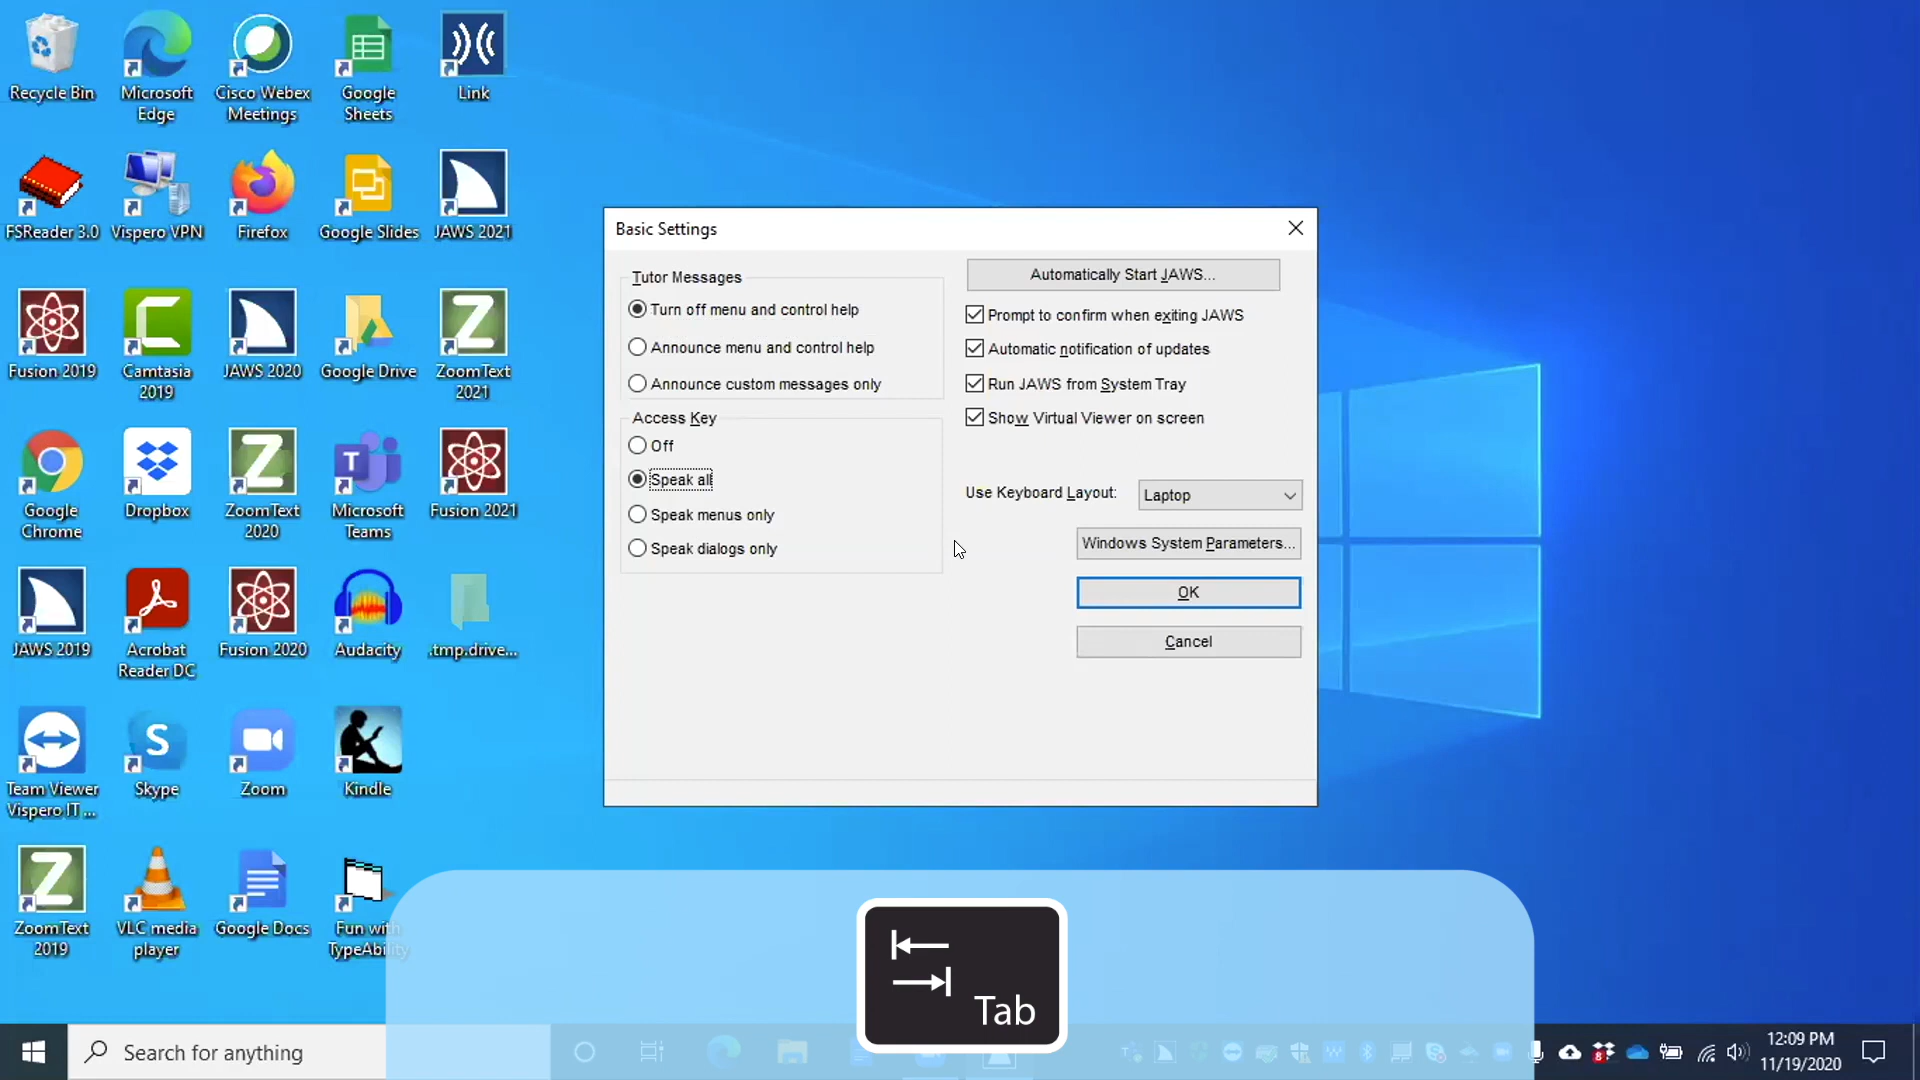 Recycle Bin
Microsoft
Edge
Cisco Webex
Meetings
Google
Sheets
Link
FSReader 3.0
Vispero VPN
Firefox
Google Slides
JAWS 2021
Fusion 2019
Camtasia
2019
JAWS 2020
Google Drive
ZoomText
2021
Google
Chrome
Dropbox
ZoomText
2020
Microsoft
Teams
Fusion 2021
JAWS 2019
Acrobat
Reader DC
Fusion 2020
Audacity
.tmp.drive...
Team Viewer
Vispero IT ...
Skype
Zoom
Kindle
ZoomText
2019
VLC media
player
Google Docs
Fun with
TypeAbility
Basic Settings
Tutor Messages
Turn off menu and control help
Announce menu and control help
Announce custom messages only
Access Key
Off
Speak all
Speak menus only
Speak dialogs only
Automatically Start JAWS...
Prompt to confirm when exiting JAWS
Automatic notification of updates
Run JAWS from System Tray
Show Virtual Viewer on screen
Use Keyboard Layout:
Laptop
Windows System Parameters...
OK
Cancel
Tab
Search for anything
12:09 PM
11/19/2020